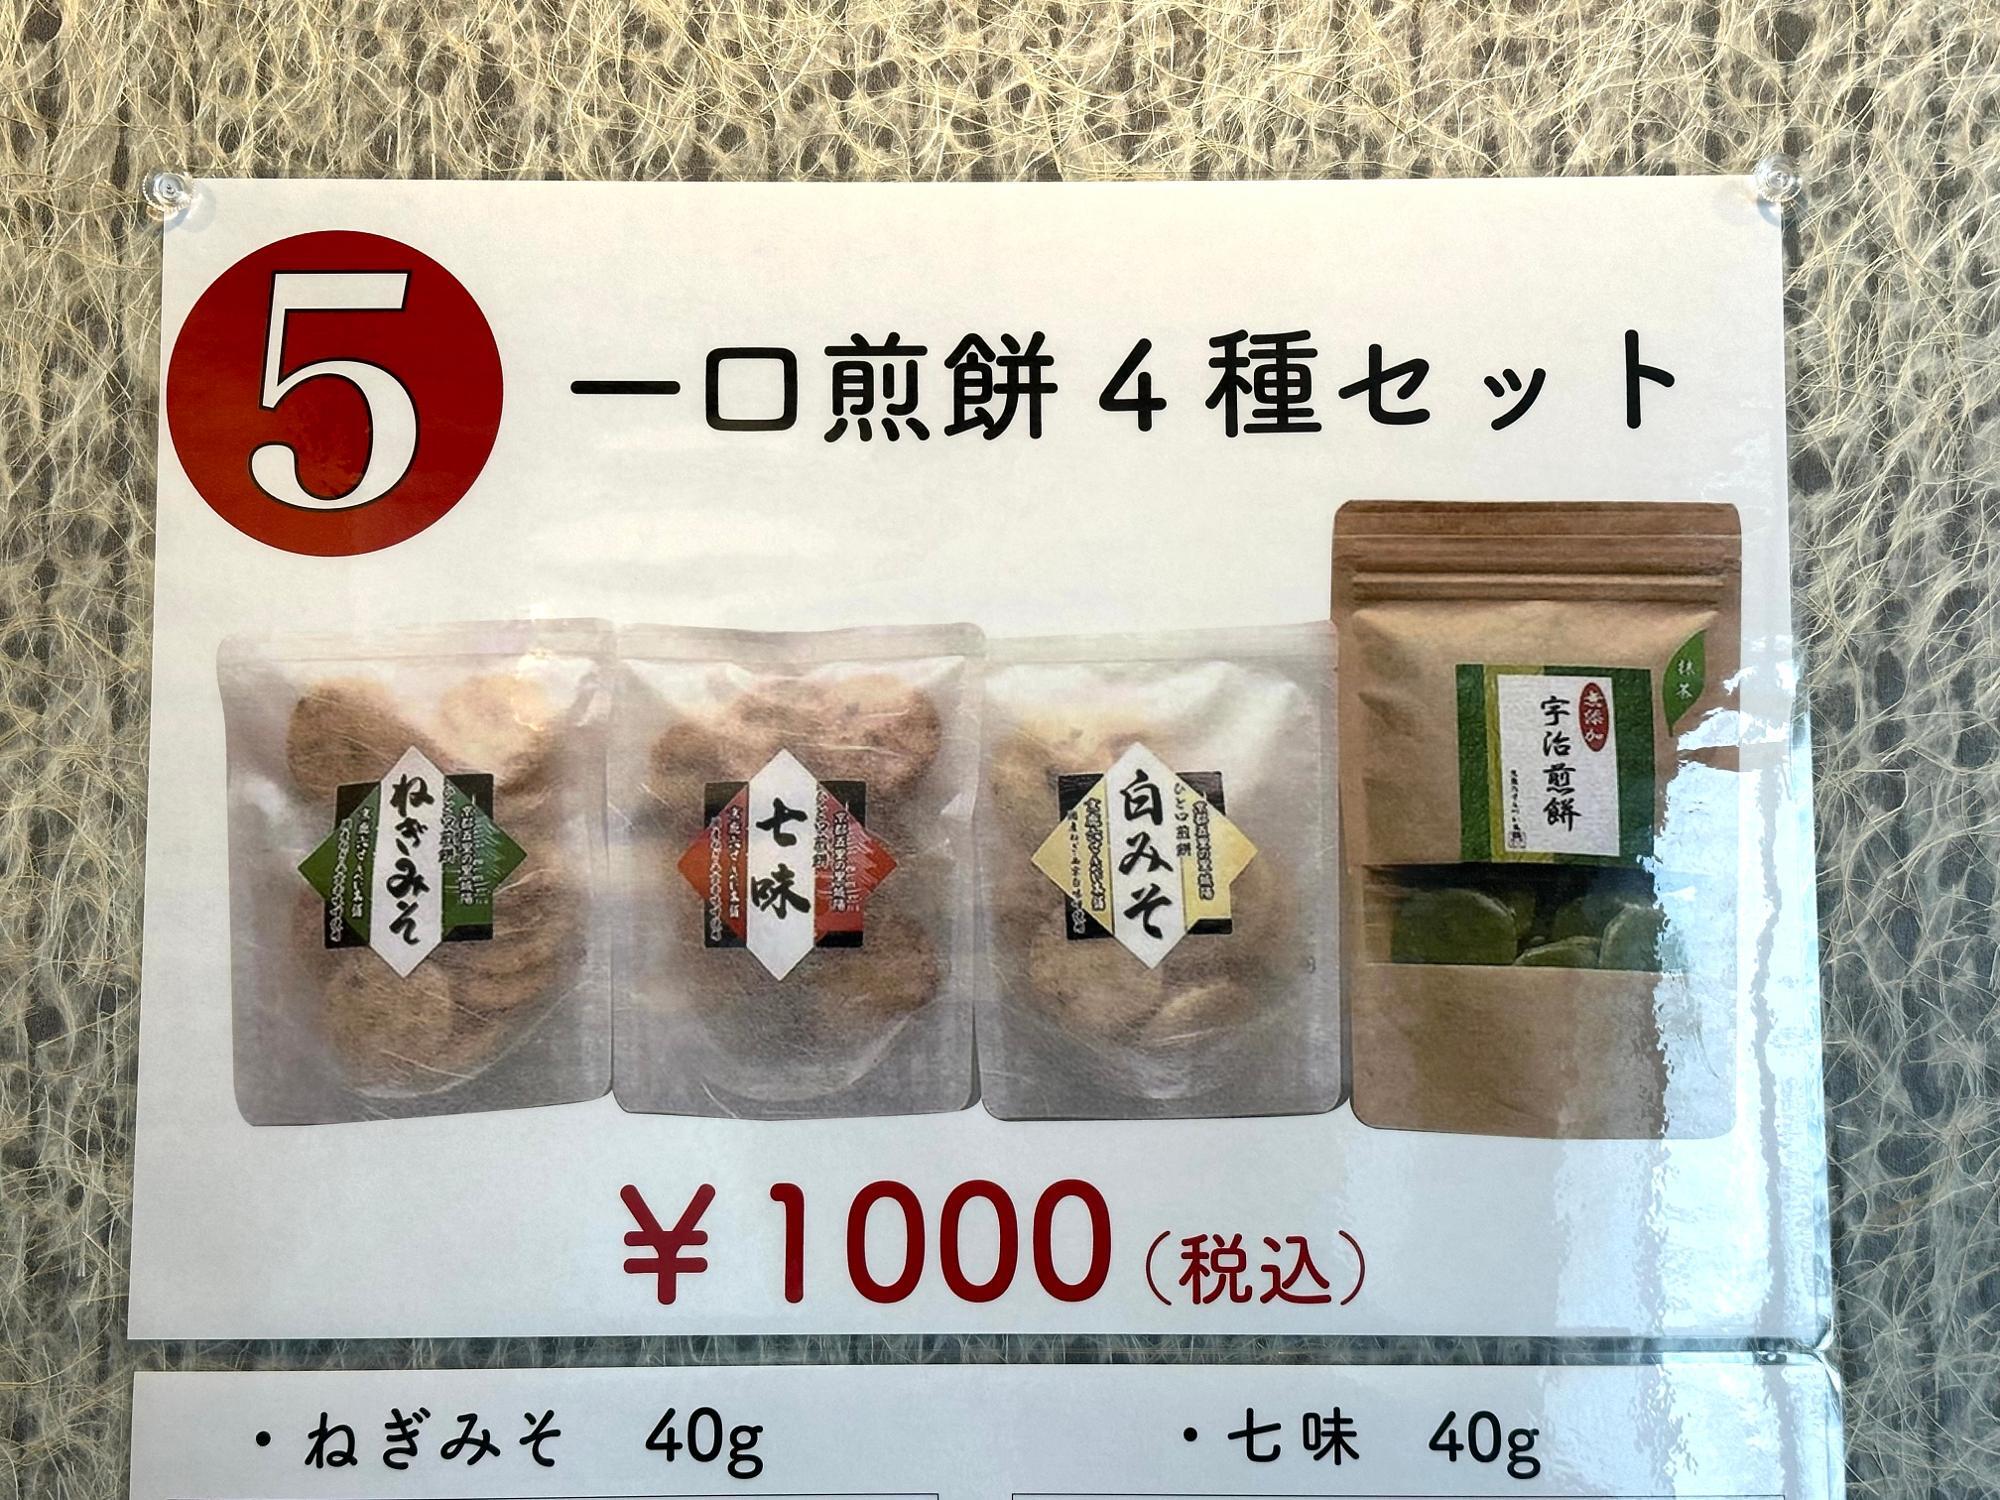 5
一口煎餅4種セット
ねぎみそ
七味
白みそ
ひと口煎餅
抹茶
無添加
宇治煎餅
¥1000(税込)
・ねぎみそ 40g
・七味 40g